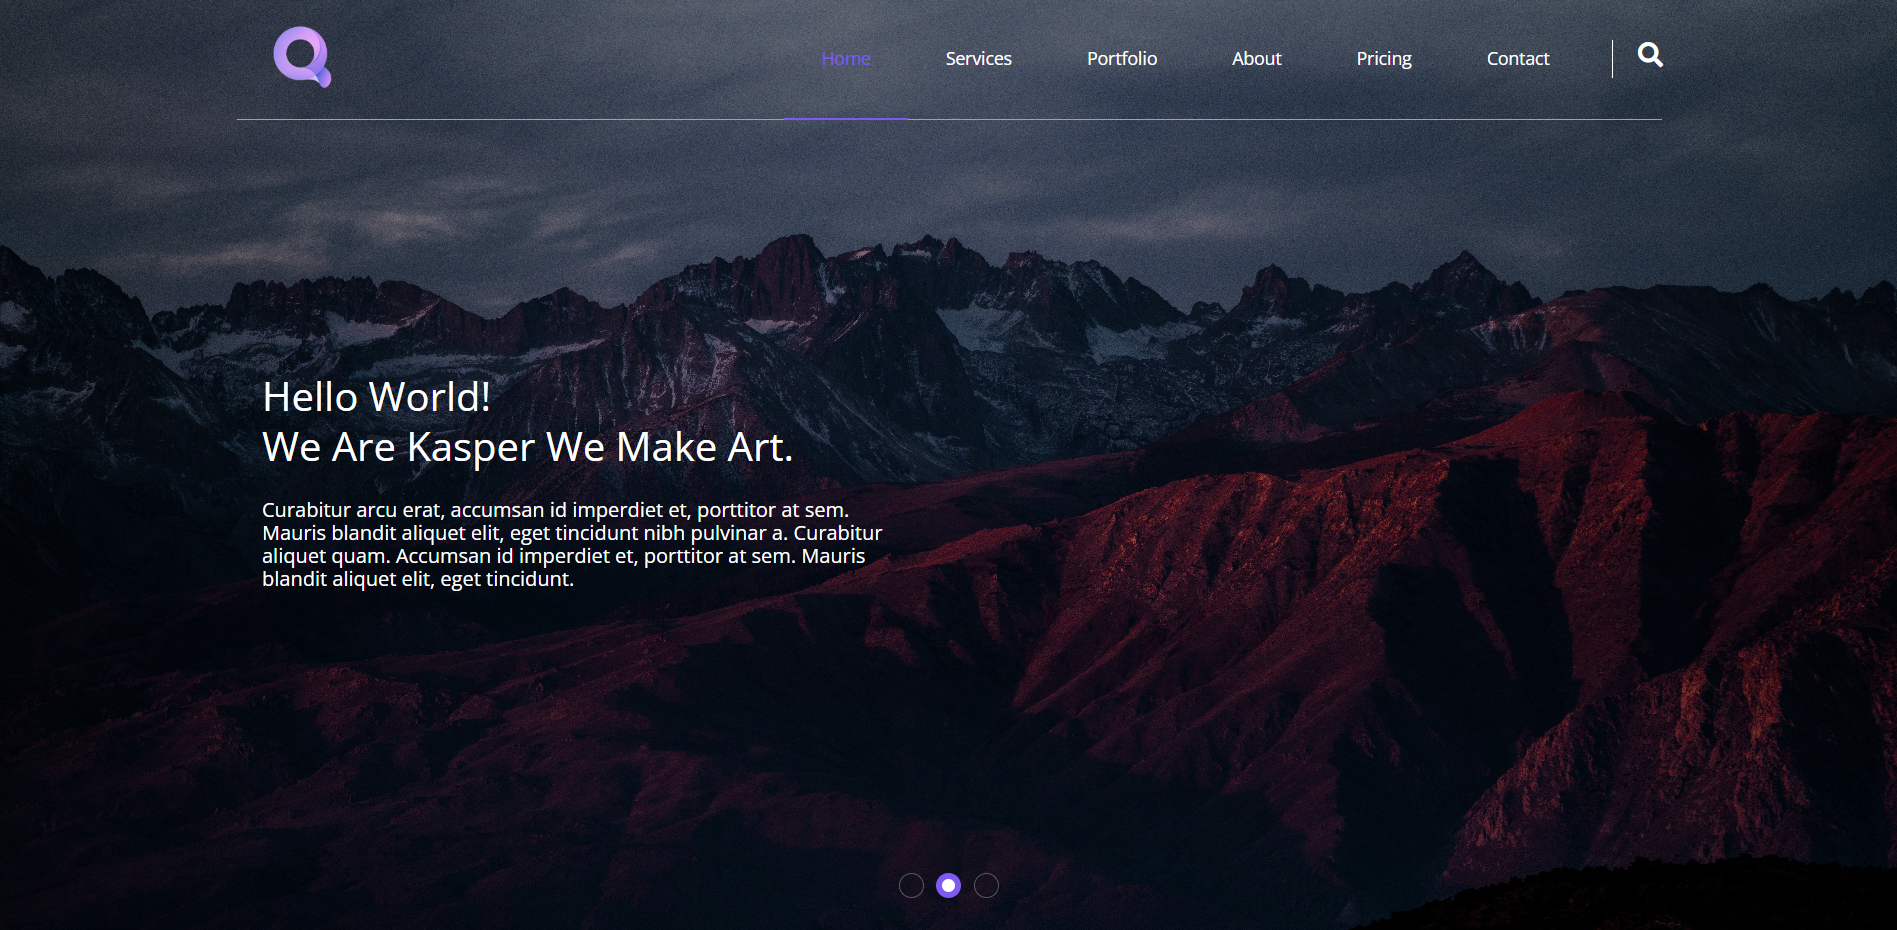 Home Services Portfolio About Pricing Contact
Hello World!
We Are Kasper We Make Art.
Curabitur arcu erat, accumsan id imperdiet et, porttitor at sem.
Mauris blandit aliquet elit, eget tincidunt nibh pulvinar a. Curabitur
aliquet quam. Accumsan id imperdiet et, porttitor at sem. Mauris
blandit aliquet elit, eget tincidunt.